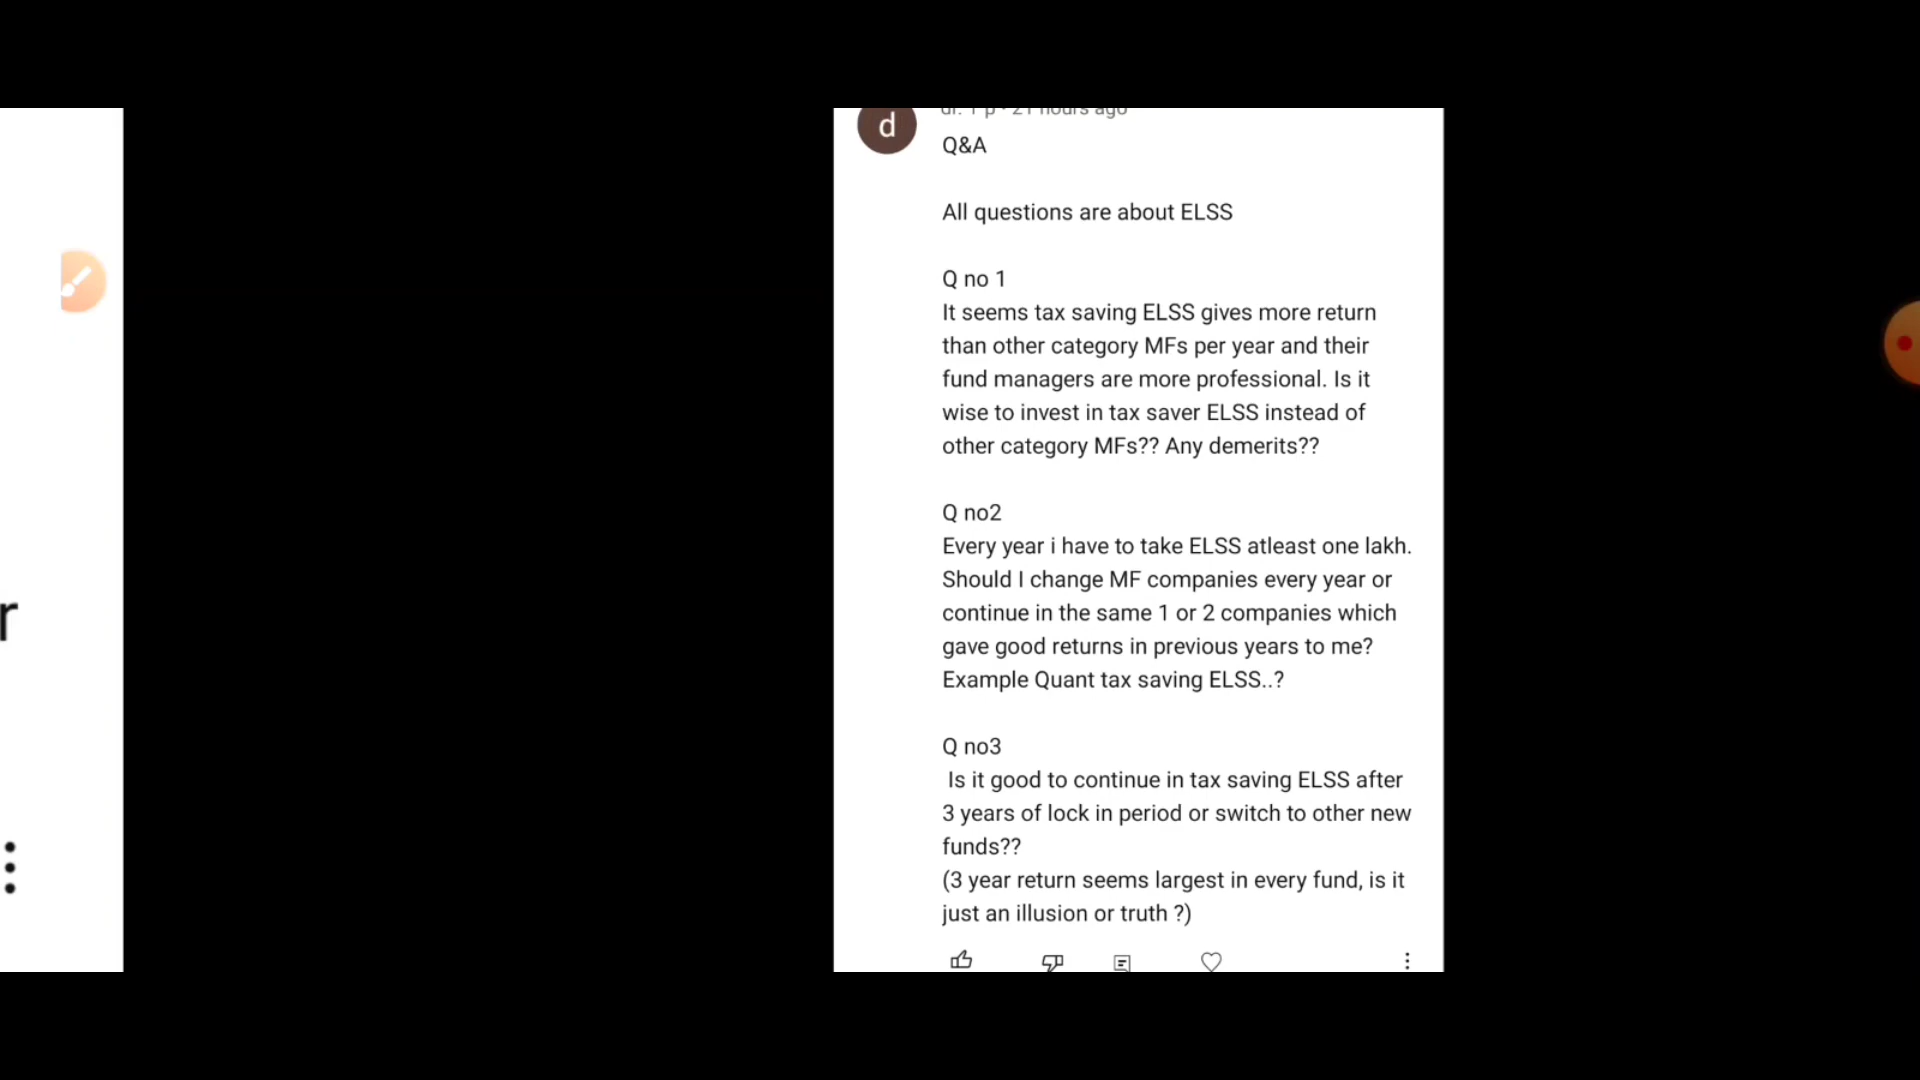 r
d
Q&A
All questions are about ELSS
Q no 1
It seems tax saving ELSS gives more return
than other category MFs per year and their
fund managers are more professional. Is it
wise to invest in tax saver ELSS instead of
other category MFs?? Any demerits??
Q no2
Every year i have to take ELSS atleast one lakh.
Should I change MF companies every year or
continue in the same 1 or 2 companies which
gave good returns in previous years to me?
Example Quant tax saving ELSS..?
Q no3
Is it good to continue in tax saving ELSS after
3 years of lock in period or switch to other new
funds??
(3 year return seems largest in every fund, is it
just an illusion or truth ?)